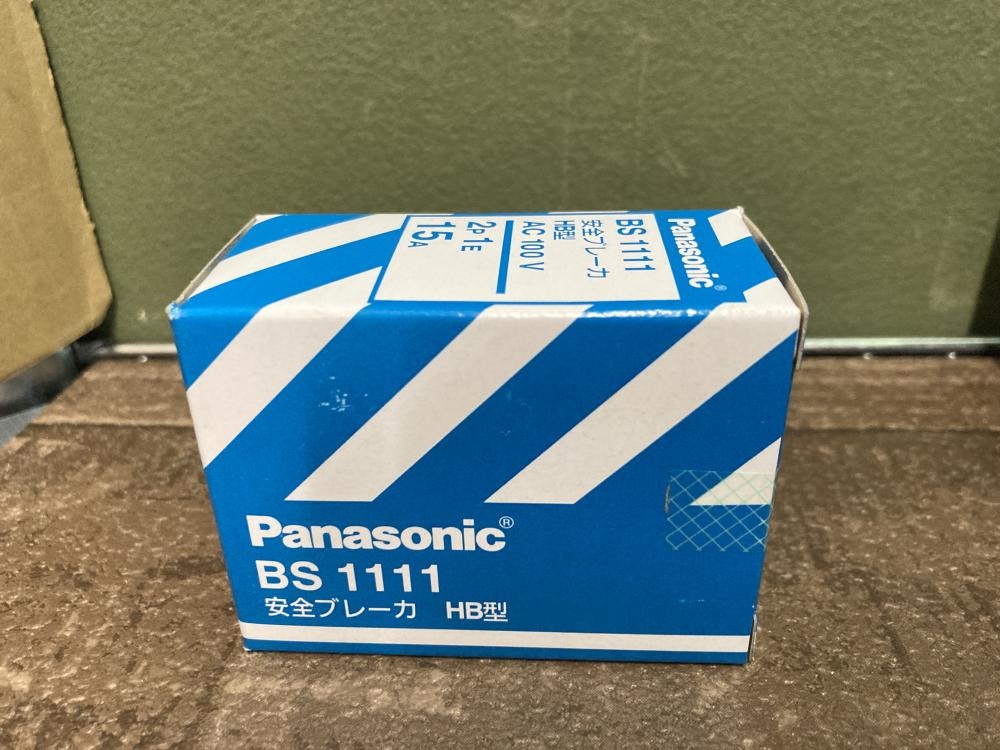 Panasonic®
BS 1111
安全ブレーカ
HB型
AC 100 V
2P 1E
15A
Panasonic®
BS 1111
安全ブレーカ HB型